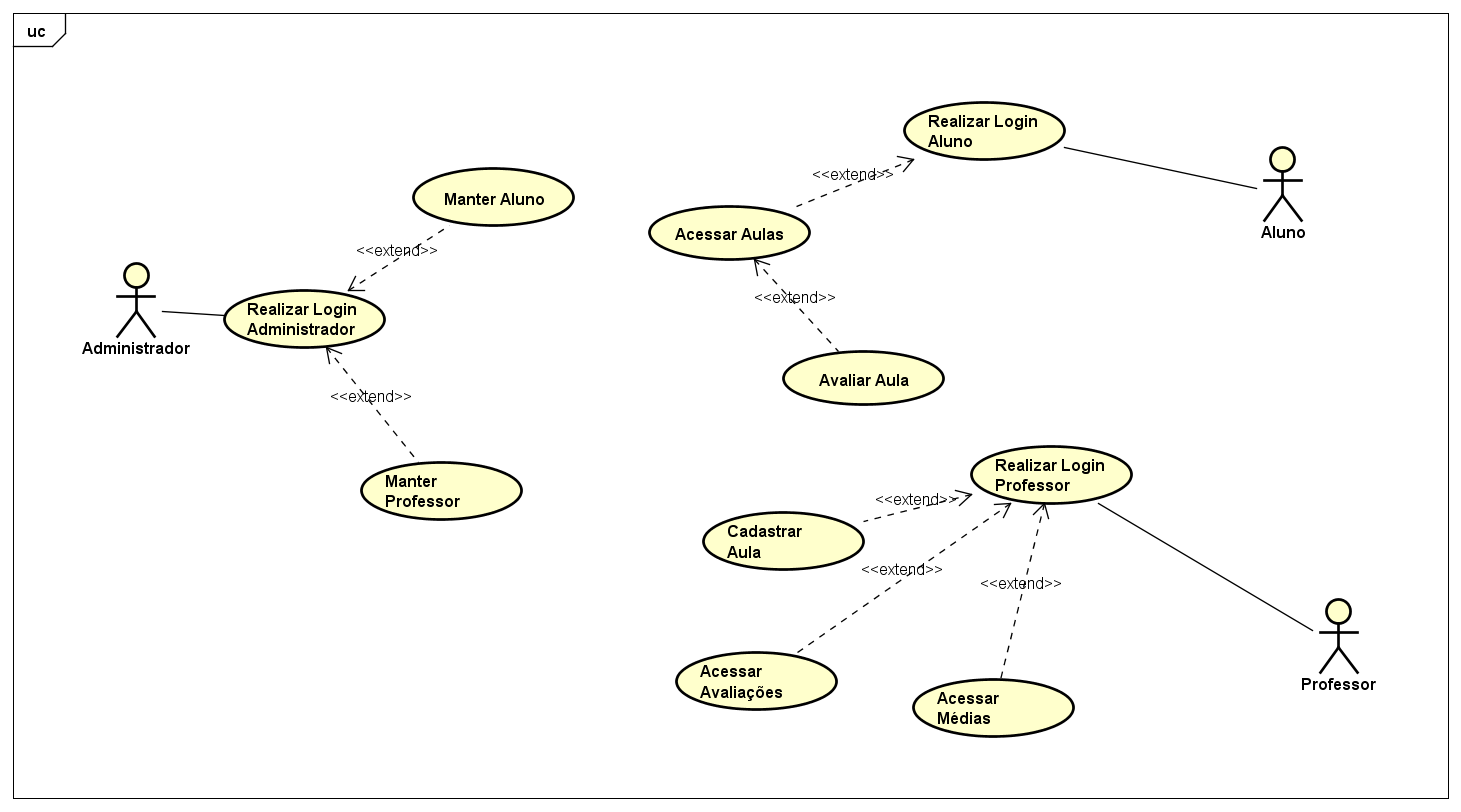 uc
Realizar Login
Aluno
Manter Aluno
<<extend>>
Acessar Aulas
Aluno
<<extend>>
Realizar Login
Administrador
<<extend>>
Administrador
Avaliar Aula
<<extend>>
Manter
Professor
Realizar Login
Professor
<<extend>>
Cadastrar
Aula
<<extend>>
<<extend>>
Acessar
Avaliações
Acessar
Médias
Professor